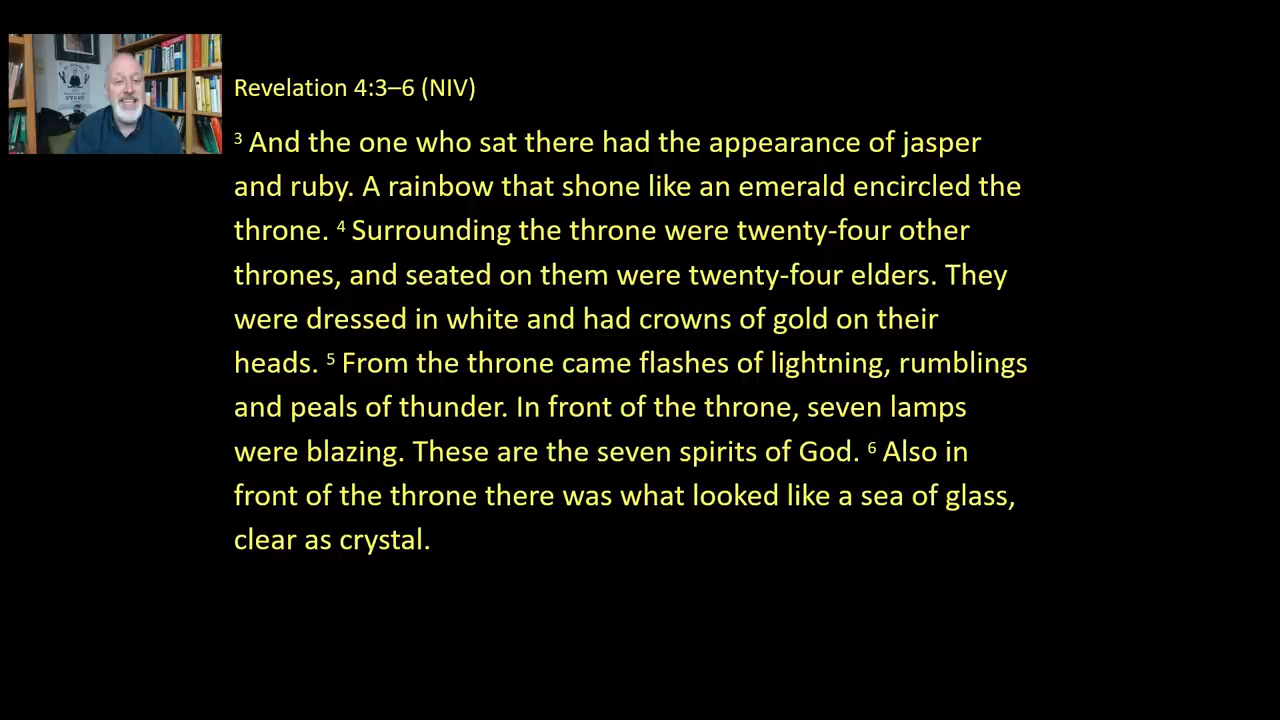 Revelation 4:3–6 (NIV)
3 And the one who sat there had the appearance of jasper
and ruby. A rainbow that shone like an emerald encircled the
throne. 4 Surrounding the throne were twenty-four other
thrones, and seated on them were twenty-four elders. They
were dressed in white and had crowns of gold on their
heads. 5 From the throne came flashes of lightning, rumblings
and peals of thunder. In front of the throne, seven lamps
were blazing. These are the seven spirits of God. 6 Also in
front of the throne there was what looked like a sea of glass,
clear as crystal.